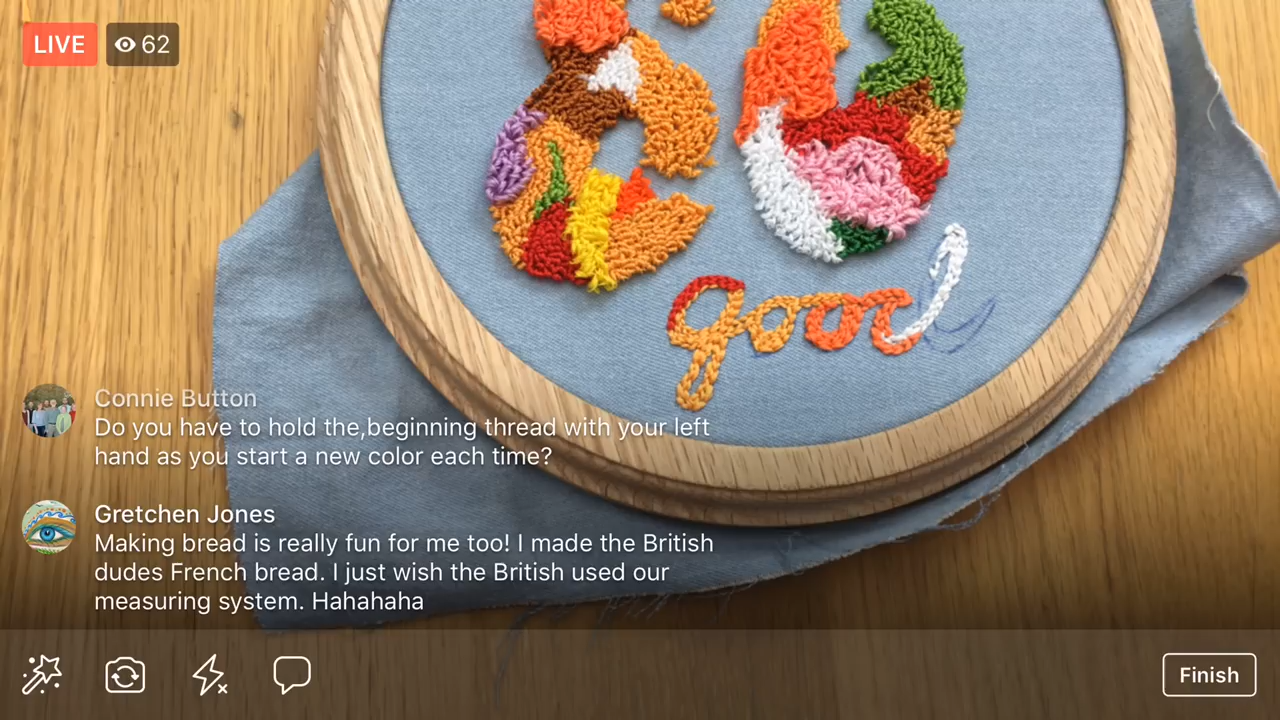 LIVE
62
good
Connie Button
Do you have to hold the,beginning thread with your left
hand as you start a new color each time?
Gretchen Jones
Making bread is really fun for me too! I made the British
dudes French bread. I just wish the British used our
measuring system. Hahahaha
Finish